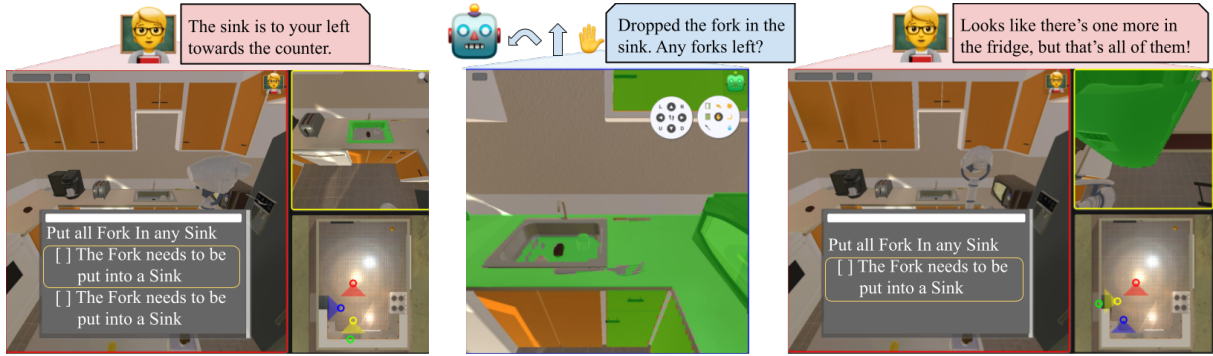 The sink is to your left
towards the counter.
Dropped the fork in the
sink. Any forks left?
Looks like there's one more in
the fridge, but that's all of them!
L R
U D
Put all Fork In any Sink
[ ] The Fork needs to be
put into a Sink
[ ] The Fork needs to be
put into a Sink
Put all Fork In any Sink
[ ] The Fork needs to be
put into a Sink